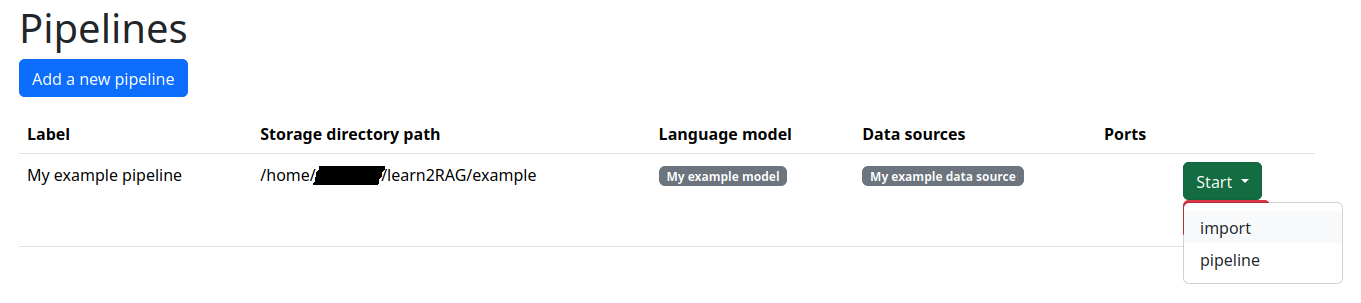 Pipelines
Add a new pipeline
Label Storage directory path Language model Data sources Ports
My example pipeline /home/ /learn2RAG/example My example model My example data source Start
import
pipeline